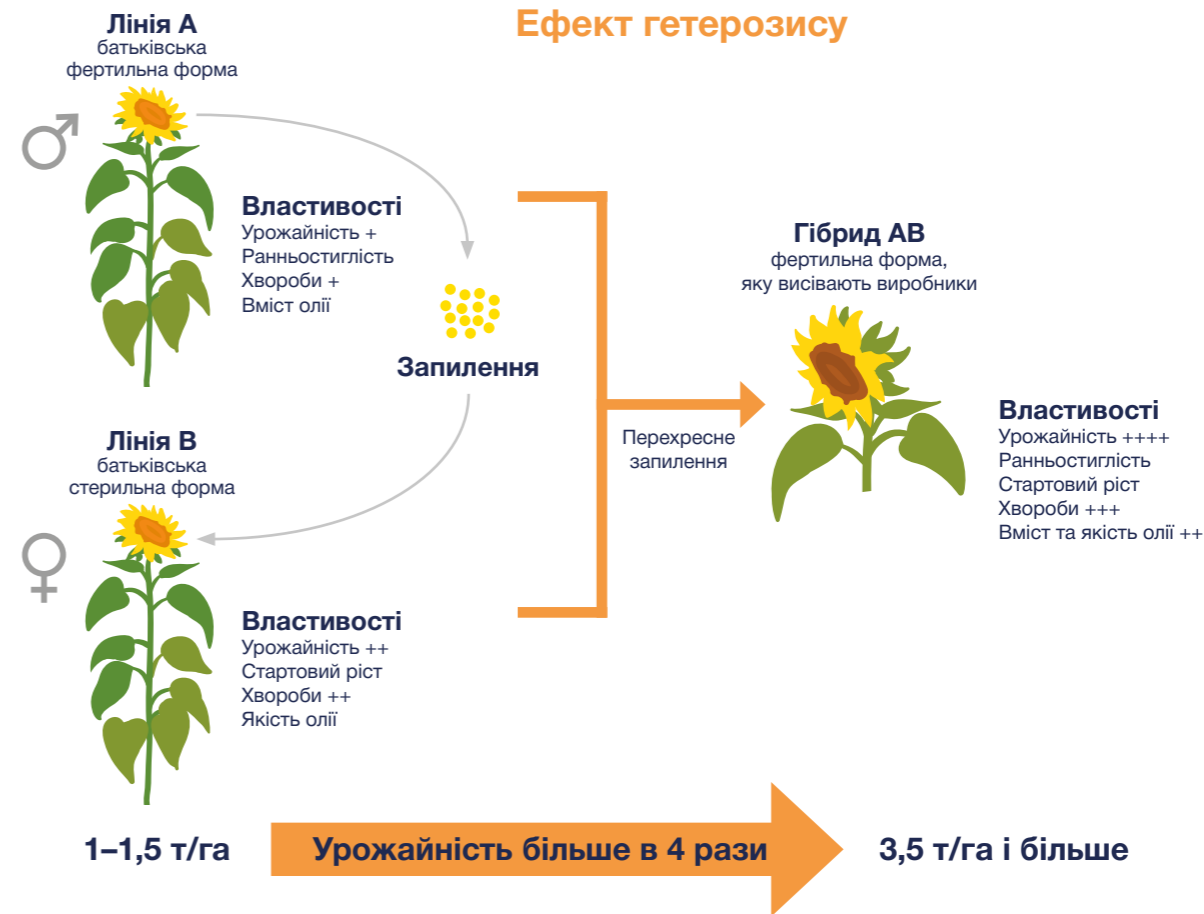 Ефект гетерозису
Лінія А
батьківська
фертильна форма
Властивості
Урожайність +
Ранньостиглість
Хвороби +
Вміст олії
Запилення
Лінія В
батьківська
стерильна форма
Властивості
Урожайність ++
Стартовий ріст
Хвороби ++
Якість олії
Перехресне
запилення
Гібрид АВ
фертильна форма,
яку висівають виробники
Властивості
Урожайність ++++
Ранньостиглість
Стартовий ріст
Хвороби +++
Вміст та якість олії ++
1–1,5 т/га
Урожайність більше в 4 рази
3,5 т/га і більше